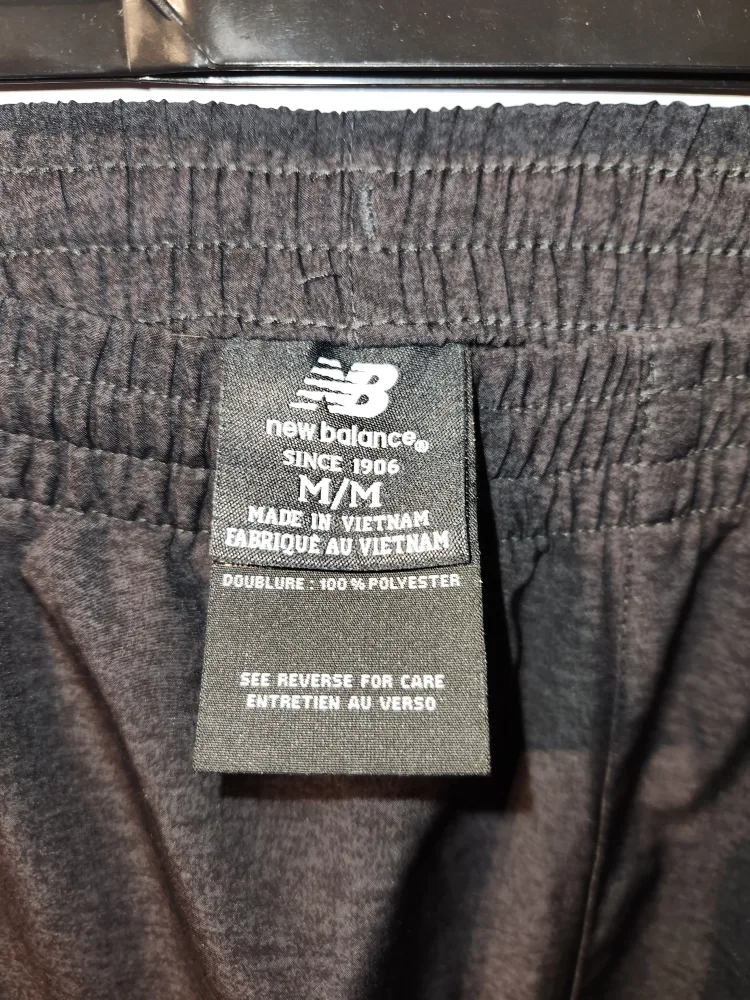 NB
new balance®
SINCE 1906
M/M
MADE IN VIETNAM
FABRIQUÉ AU VIETNAM
DOUBLURE : 100 % POLYESTER
SEE REVERSE FOR CARE
ENTRETIEN AU VERSO